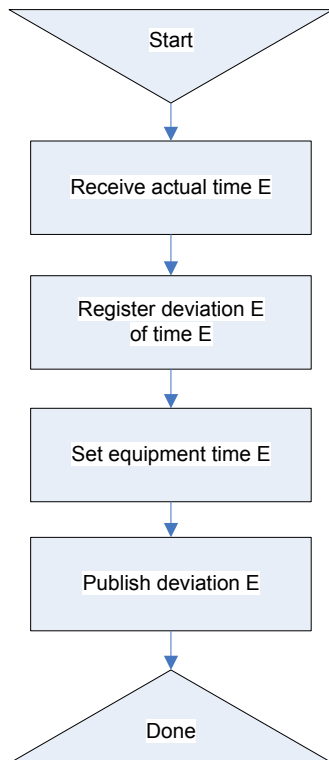 Start
Receive actual time E
Register deviation E
of time E
Set equipment time E
Publish deviation E
Done